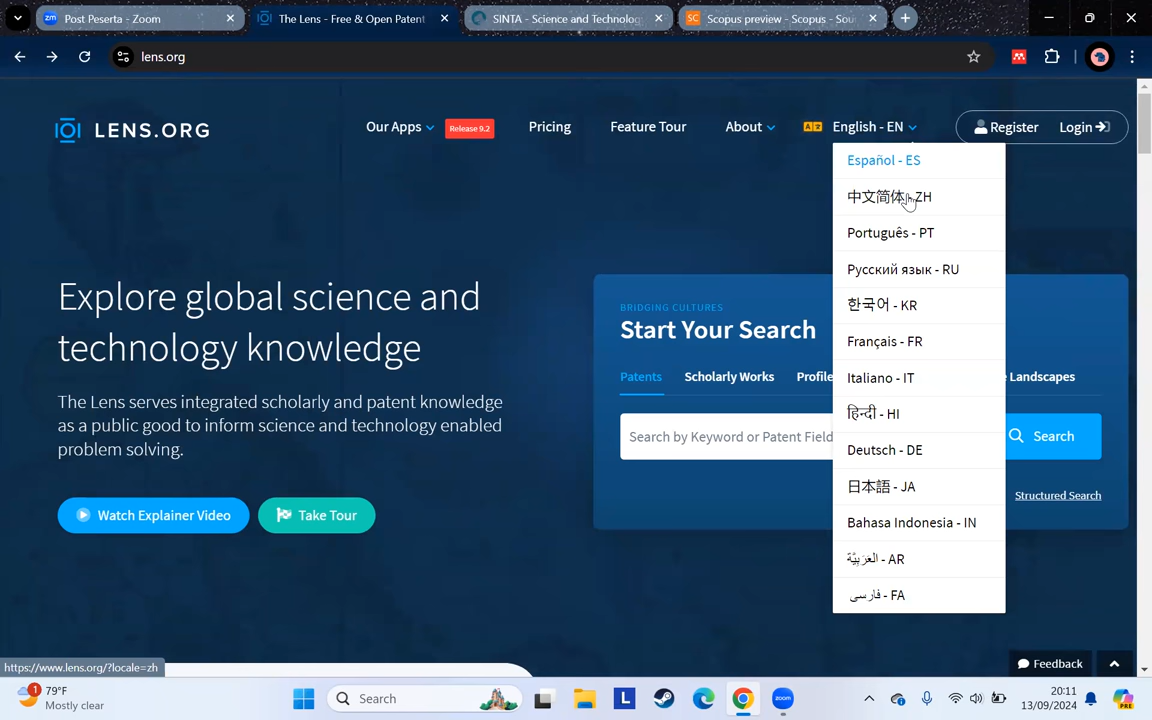 Post Peserta - Zoom
The Lens - Free & Open Patent
SINTA - Science and Technolog
Scopus preview - Scopus - Sou
lens.org
LENS.ORG
Our Apps
Release 9.2
Pricing
Feature Tour
About
English - EN
Register
Login
Español - ES
中文简体 - ZH
Português - PT
Русский язык - RU
한국어 - KR
Français - FR
Italiano - IT
हिन्दी - HI
Deutsch - DE
日本語 - JA
Bahasa Indonesia - IN
العَرَبِيَّة - AR
فارسی - FA
Explore global science and
technology knowledge
The Lens serves integrated scholarly and patent knowledge
as a public good to inform science and technology enabled
problem solving.
Watch Explainer Video
Take Tour
BRIDGING CULTURES
Start Your Search
Patents
Scholarly Works
Profile
Landscapes
Search by Keyword or Patent Field
Search
Structured Search
Feedback
https://www.lens.org/?locale=zh
1
79°F
Mostly clear
Search
L
zoom
20:11
13/09/2024
PRE